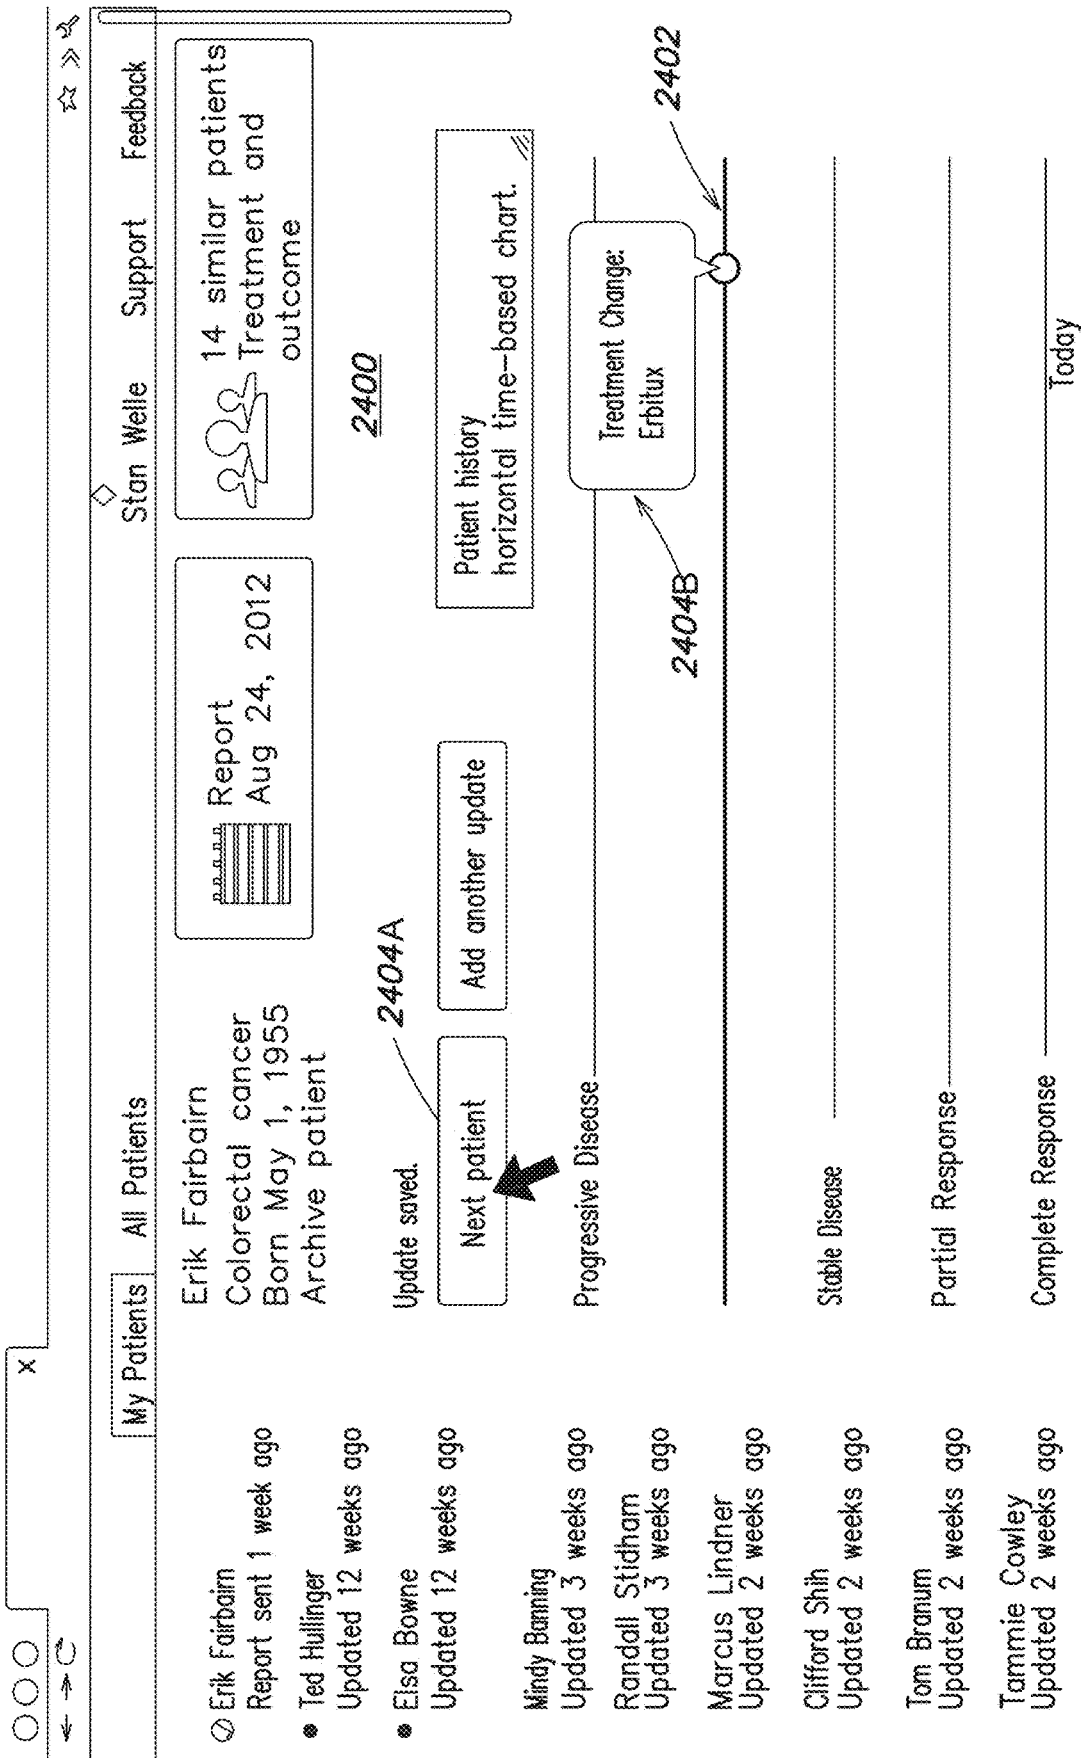 X
My Patients All Patients Stan Welle Support Feedback
Erik Fairbairn
Report sent 1 week ago
Ted Hullinger
Updated 12 weeks ago
Elsa Bowne
Updated 12 weeks ago
Mindy Banning
Updated 3 weeks ago
Randall Stidham
Updated 3 weeks ago
Marcus Lindner
Updated 2 weeks ago
Clifford Shih
Updated 2 weeks ago
Tom Branum
Updated 2 weeks ago
Tammie Cowley
Updated 2 weeks ago
Erik Fairbairn
Colorectal cancer
Born May 1, 1955
Archive patient
Report
Aug 24, 2012
14 similar patients
Treatment and
outcome
2400
Update saved.
2404A
Next patient
Add another update
Patient history
horizontal time-based chart.
Progressive Disease
Treatment Change:
Erbitux
2404B
2402
Stable Disease
Partial Response
Complete Response
Today